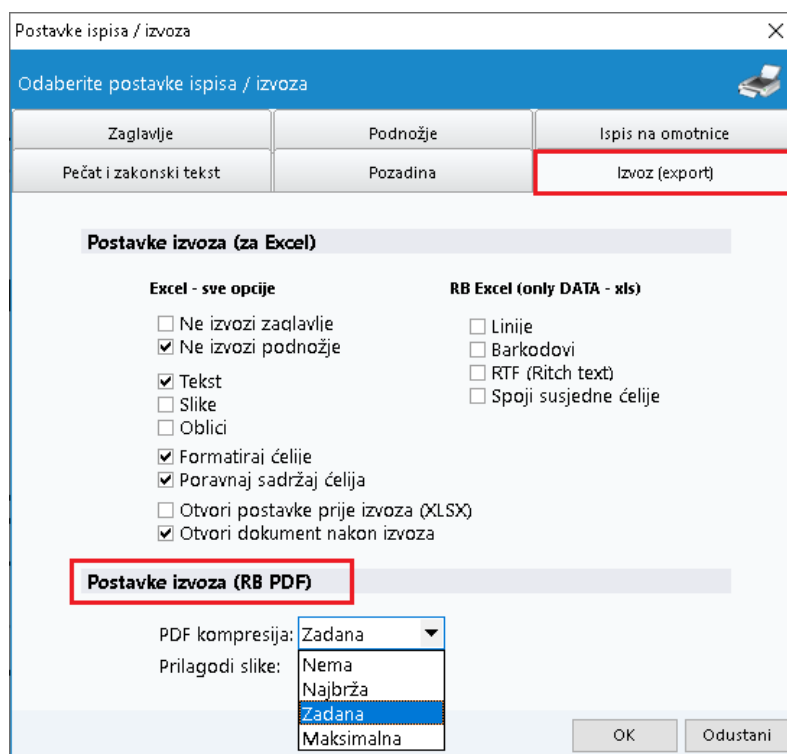 Postavke ispisa / izvoza
Odaberite postavke ispisa / izvoza
Zaglavlje Podnožje Ispis na omotnice
Pečat i zakonski tekst Pozadina Izvoz (export)
Postavke izvoza (za Excel)
Excel - sve opcije RB Excel (only DATA - xls)
Ne izvozi zaglavlje
Ne izvozi podnožje
Tekst
Slike
Oblici
Formatiraj ćelije
Poravnaj sadržaj ćelija
Otvori postavke prije izvoza (XLSX)
Otvori dokument nakon izvoza
Linije
Barkodovi
RTF (Ritch text)
Spoji susjedne ćelije
Postavke izvoza (RB PDF)
PDF kompresija: Zadana
Prilagodi slike:
Nema
Najbrža
Zadana
Maksimalna
OK Odustani